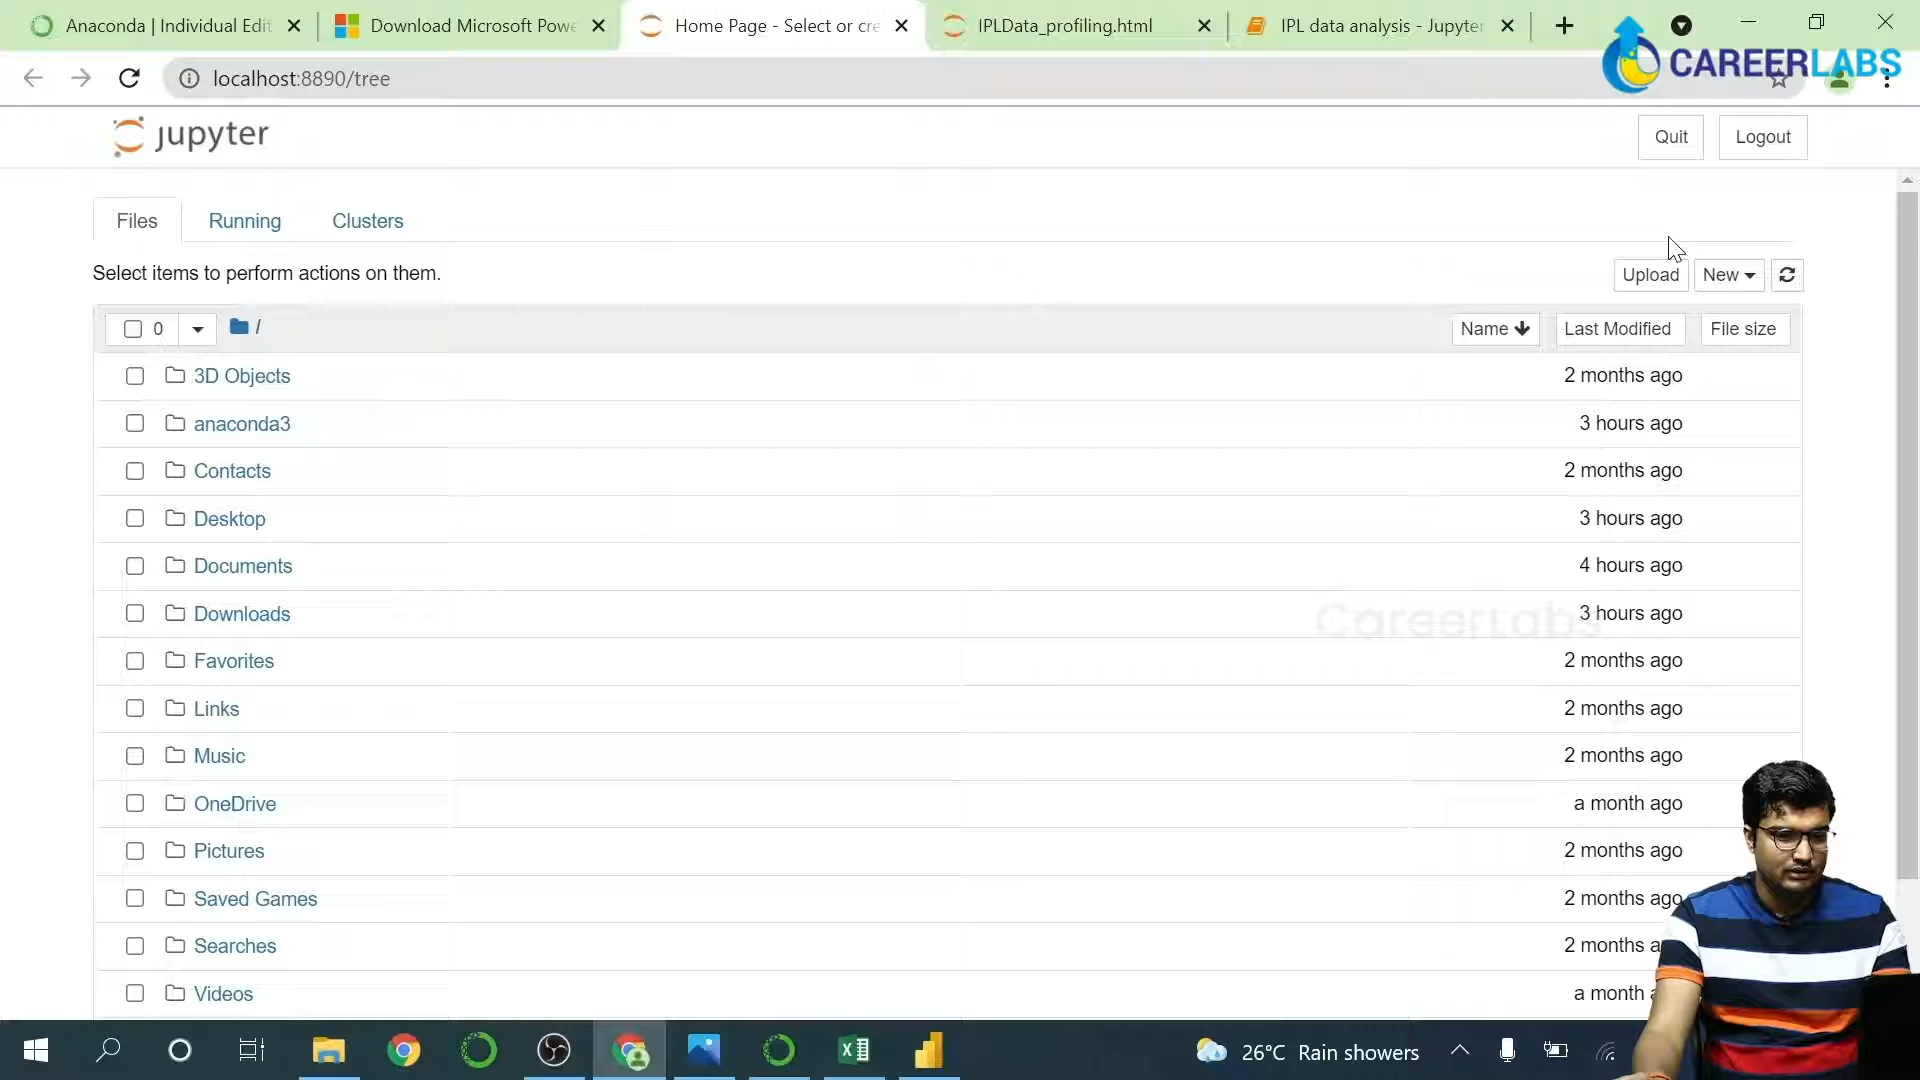 Anaconda | Individual Edit
Download Microsoft Powe
Home Page - Select or cre
IPLData_profiling.html
IPL data analysis - Jupyter
localhost:8890/tree
CAREERLABS
jupyter
Quit
Logout
Files
Running
Clusters
Select items to perform actions on them.
Upload
New
0
/
Name
Last Modified
File size
3D Objects
2 months ago
anaconda3
3 hours ago
Contacts
2 months ago
Desktop
3 hours ago
Documents
4 hours ago
Downloads
3 hours ago
CareerLabs
Favorites
2 months ago
Links
2 months ago
Music
2 months ago
OneDrive
a month ago
Pictures
2 months ago
Saved Games
2 months ago
Searches
2 months a
Videos
a month
26°C Rain showers